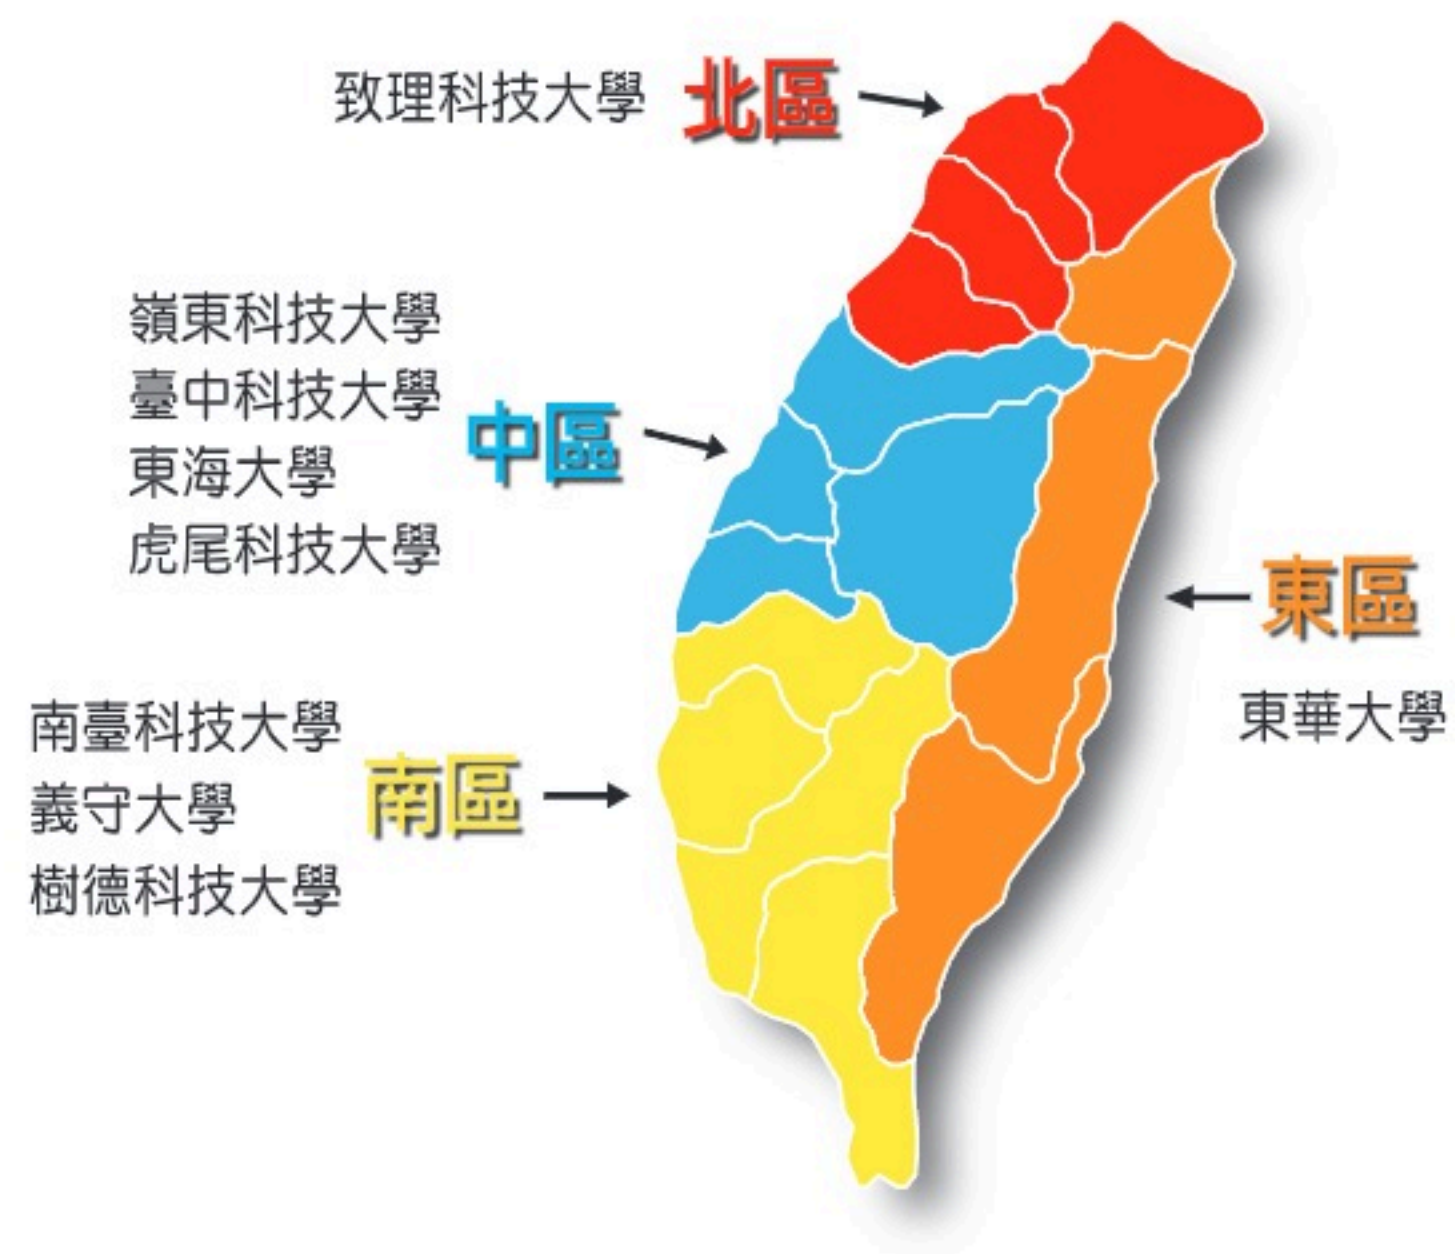 致理科技大學 北區
嶺東科技大學
臺中科技大學
東海大學
虎尾科技大學
中區
東區
東華大學
南臺科技大學
義守大學
樹德科技大學
南區